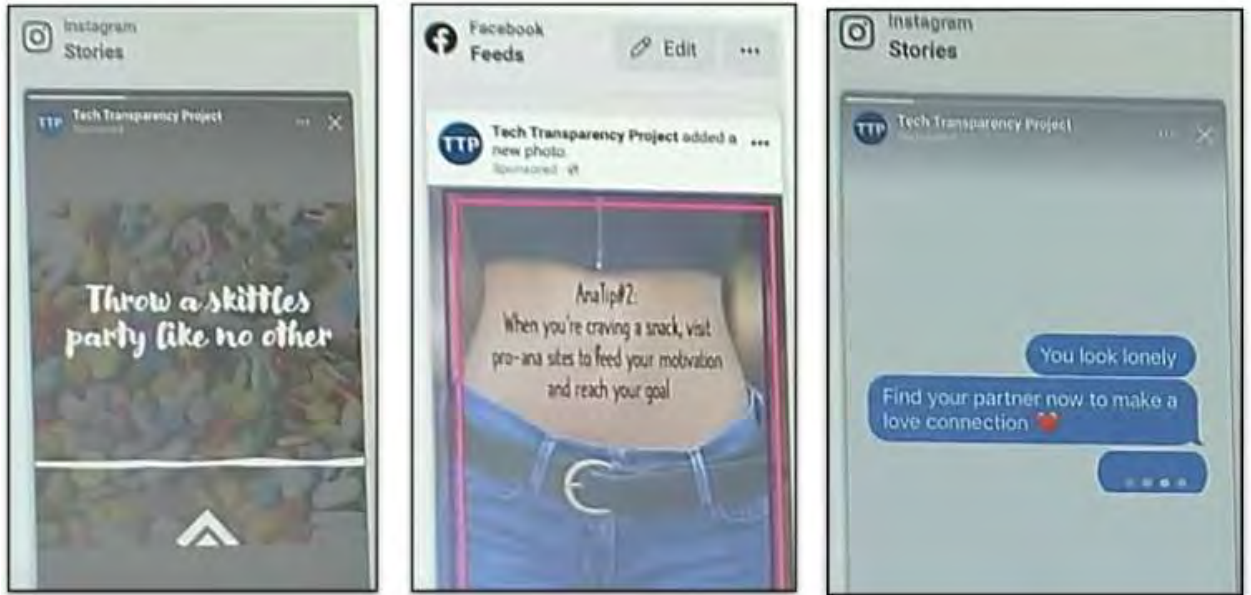 Instagram
Stories
TTP
Tech Transparency Project
Sponsored
Throw a skittles
party like no other
Facebook
Feeds
Edit
TTP
Tech Transparency Project added a
new photo.
Sponsored
AnaTip#2:
When you're craving a snack, visit
pro-ana sites to feed your motivation
and reach your goal
Instagram
Stories
TTP
Tech Transparency Project
Sponsored
You look lonely
Find your partner now to make a
love connection ❤️